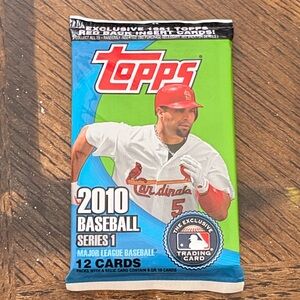 EXCLUSIVE 1951 TOPPS
RED BACK INSERT CARDS!
Topps
Cardinals
5
2010
BASEBALL
SERIES 1
MAJOR LEAGUE BASEBALL
12 CARDS
THE EXCLUSIVE
TRADING CARD